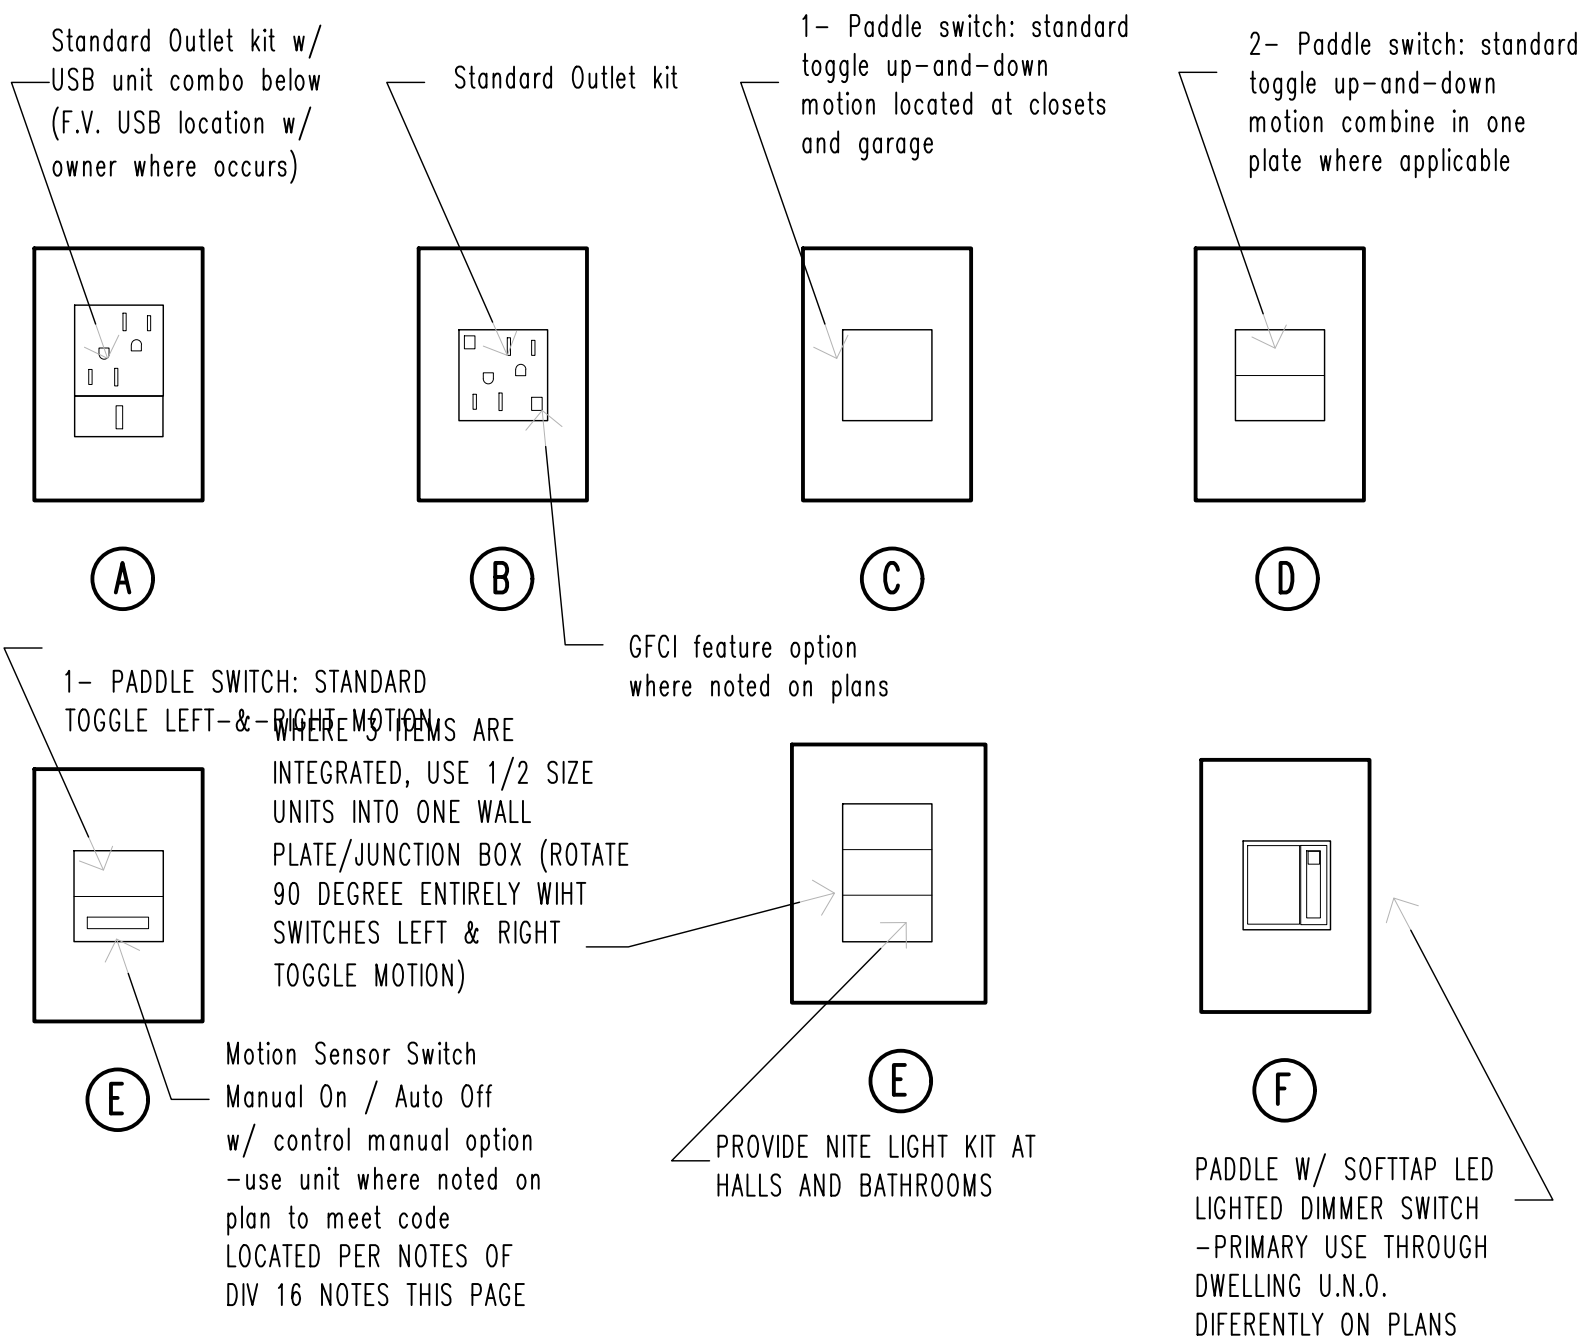 Standard Outlet kit w/
USB unit combo below
(F.V. USB location w/
owner where occurs)
Standard Outlet kit
1- Paddle switch: standard
toggle up-and-down
motion located at closets
and garage
2- Paddle switch: standard
toggle up-and-down
motion combine in one
plate where applicable
A
B
C
D
GFCI feature option
where noted on plans
1- PADDLE SWITCH: STANDARD
TOGGLE LEFT-&-RIGHT MOTION
WHERE 3 ITEMS ARE
INTEGRATED, USE 1/2 SIZE
UNITS INTO ONE WALL
PLATE/JUNCTION BOX (ROTATE
90 DEGREE ENTIRELY WIHT
SWITCHES LEFT & RIGHT
TOGGLE MOTION)
E
Motion Sensor Switch
Manual On / Auto Off
w/ control manual option
-use unit where noted on
plan to meet code
LOCATED PER NOTES OF
DIV 16 NOTES THIS PAGE
E
PROVIDE NITE LIGHT KIT AT
HALLS AND BATHROOMS
F
PADDLE W/ SOFTTAP LED
LIGHTED DIMMER SWITCH
-PRIMARY USE THROUGH
DWELLING U.N.O.
DIFERENTLY ON PLANS